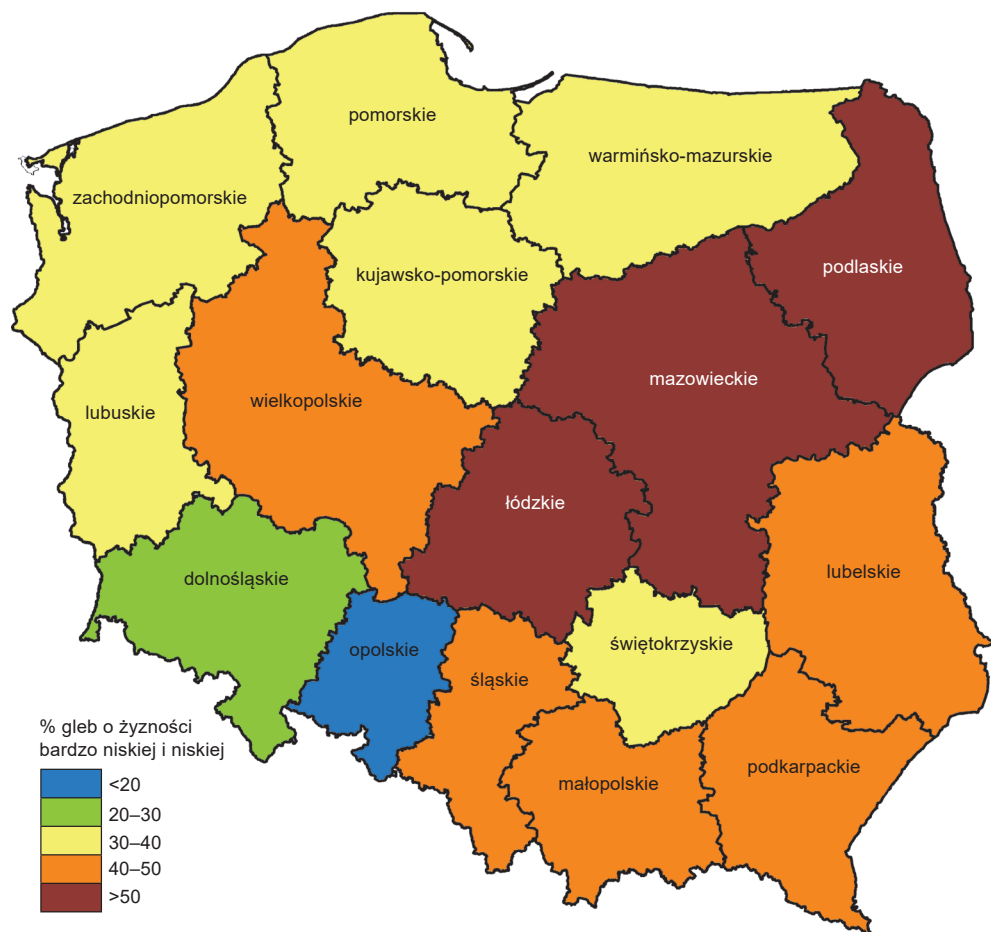 pomorskie
warmińsko-mazurskie
zachodniopomorskie
kujawsko-pomorskie
podlaskie
mazowieckie
wielkopolskie
lubuskie
łódzkie
lubelskie
dolnośląskie
opolskie
świętokrzyskie
śląskie
podkarpackie
małopolskie
% gleb o żyzności
bardzo niskiej i niskiej
<20
20–30
30–40
40–50
>50